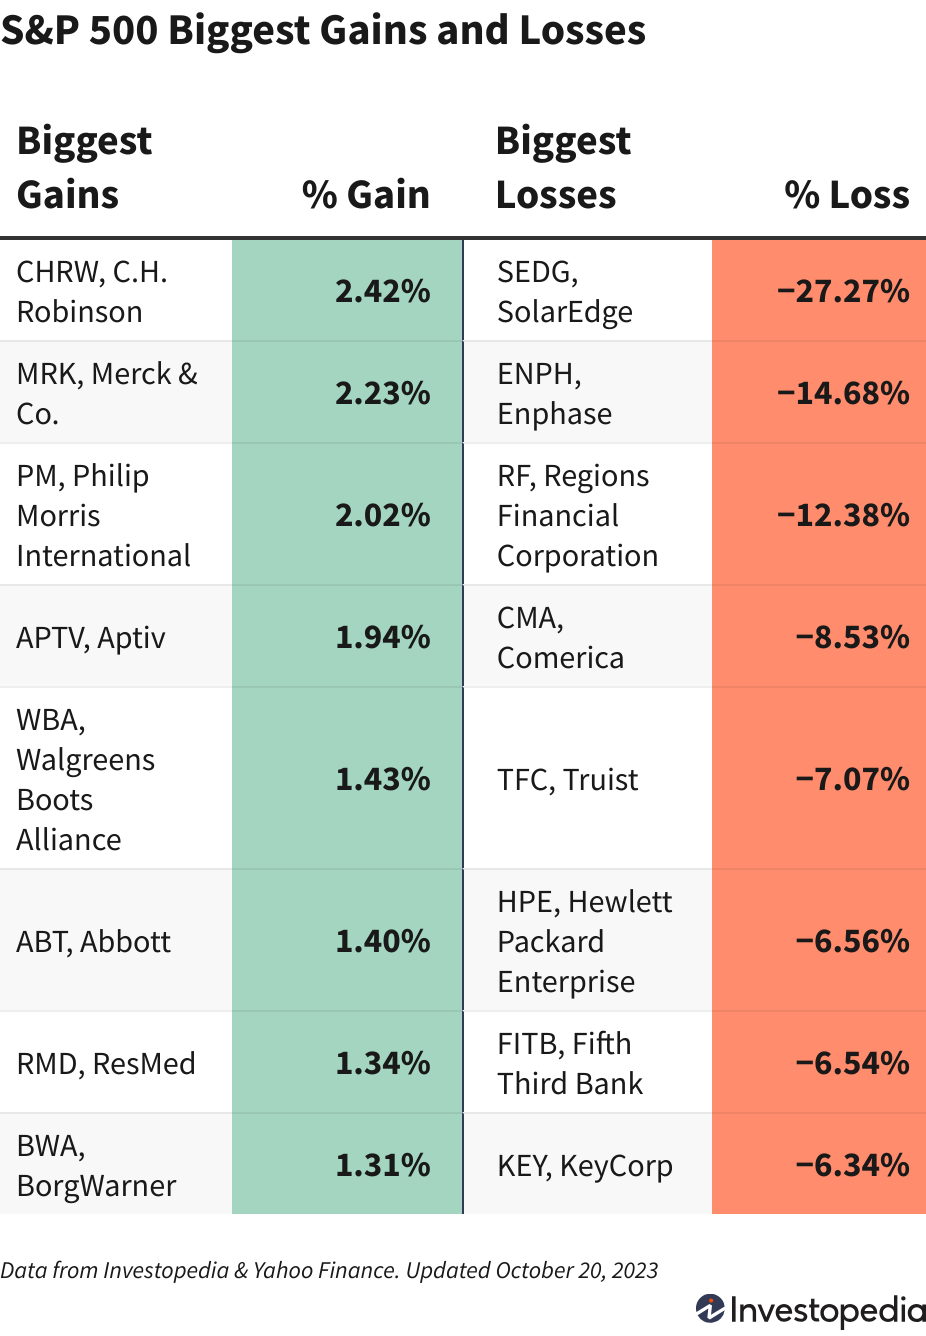 S&P 500 Biggest Gains and Losses
Biggest
Gains
% Gain
Biggest
Losses
% Loss
CHRW, C.H.
Robinson
2.42%
SEDG,
SolarEdge
−27.27%
MRK, Merck &
Co.
2.23%
ENPH,
Enphase
−14.68%
PM, Philip
Morris
International
2.02%
RF, Regions
Financial
Corporation
−12.38%
APTV, Aptiv
1.94%
CMA,
Comerica
−8.53%
WBA,
Walgreens
Boots
Alliance
1.43%
TFC, Truist
−7.07%
ABT, Abbott
1.40%
HPE, Hewlett
Packard
Enterprise
−6.56%
RMD, ResMed
1.34%
FITB, Fifth
Third Bank
−6.54%
BWA,
BorgWarner
1.31%
KEY, KeyCorp
−6.34%
Data from Investopedia & Yahoo Finance. Updated October 20, 2023
Investopedia